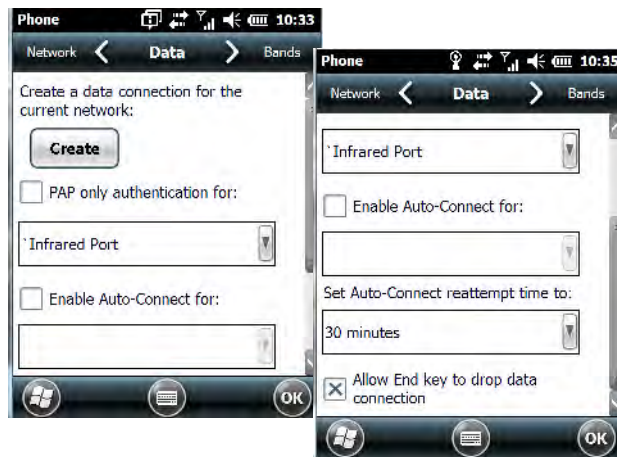 Phone 10:33
Network Data Bands
Create a data connection for the
current network:
Create
PAP only authentication for:
`Infrared Port
Enable Auto-Connect for:
OK
Phone 10:35
Network Data Bands
`Infrared Port
Enable Auto-Connect for:
Set Auto-Connect reattempt time to:
30 minutes
Allow End key to drop data
connection
OK